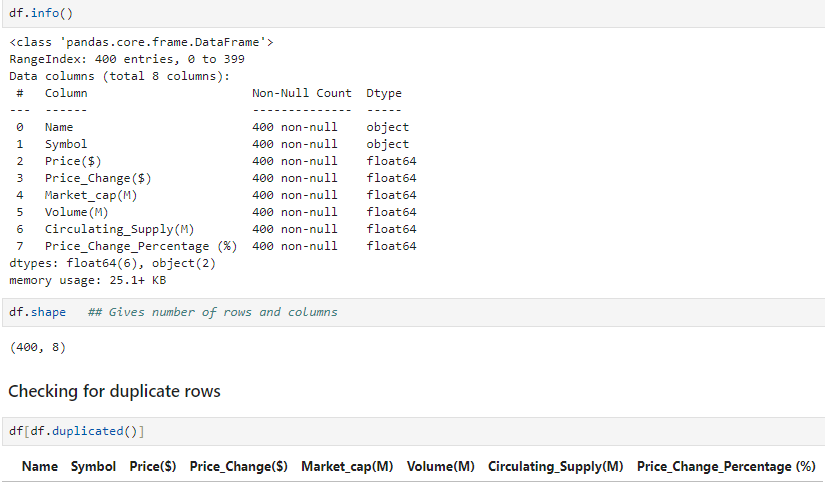 df.info()
<class 'pandas.core.frame.DataFrame'>
RangeIndex: 400 entries, 0 to 399
Data columns (total 8 columns):
 #   Column                       Non-Null Count  Dtype
---  ------                       --------------  -----
 0   Name                         400 non-null    object
 1   Symbol                       400 non-null    object
 2   Price($)                     400 non-null    float64
 3   Price_Change($)              400 non-null    float64
 4   Market_cap(M)                400 non-null    float64
 5   Volume(M)                    400 non-null    float64
 6   Circulating_Supply(M)        400 non-null    float64
 7   Price_Change_Percentage (%)  400 non-null    float64
dtypes: float64(6), object(2)
memory usage: 25.1+ KB
df.shape   ## Gives number of rows and columns
(400, 8)
Checking for duplicate rows
df[df.duplicated()]
Name Symbol Price($) Price_Change($) Market_cap(M) Volume(M) Circulating_Supply(M) Price_Change_Percentage (%)